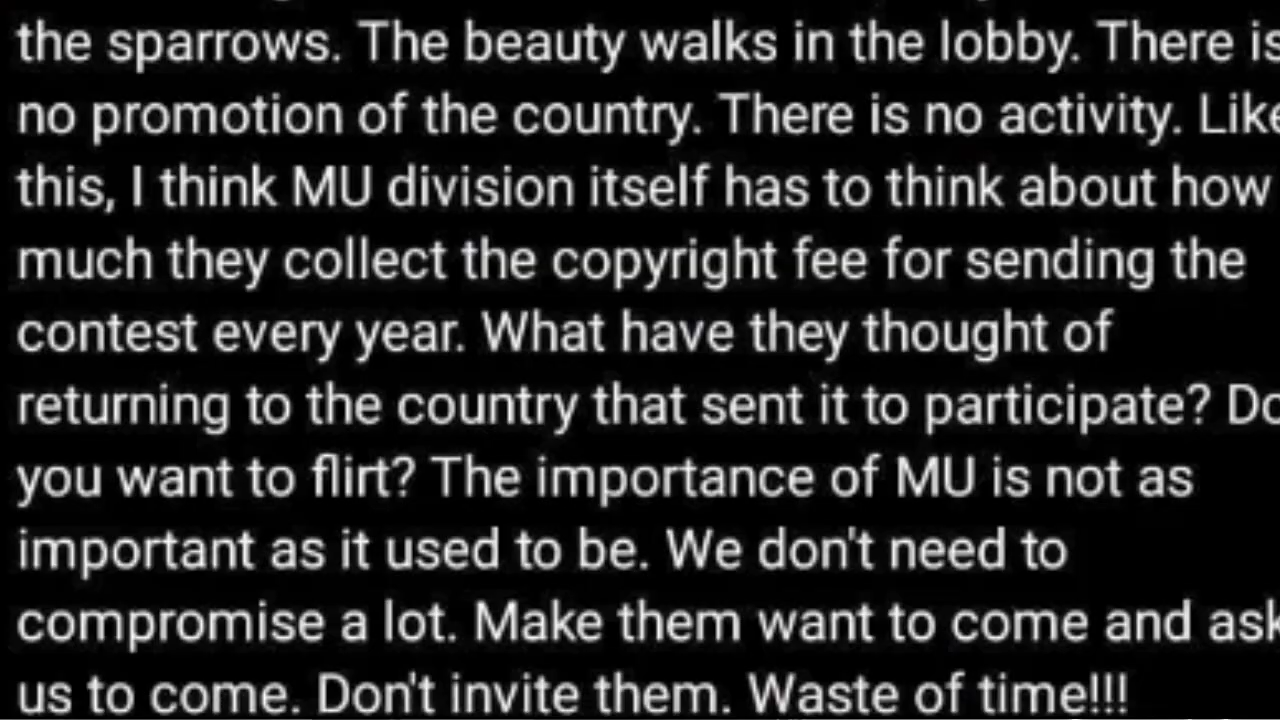 the sparrows. The beauty walks in the lobby. There is
no promotion of the country. There is no activity. Like
this, I think MU division itself has to think about how
much they collect the copyright fee for sending the
contest every year. What have they thought of
returning to the country that sent it to participate? Do
you want to flirt? The importance of MU is not as
important as it used to be. We don't need to
compromise a lot. Make them want to come and ask
us to come. Don't invite them. Waste of time!!!